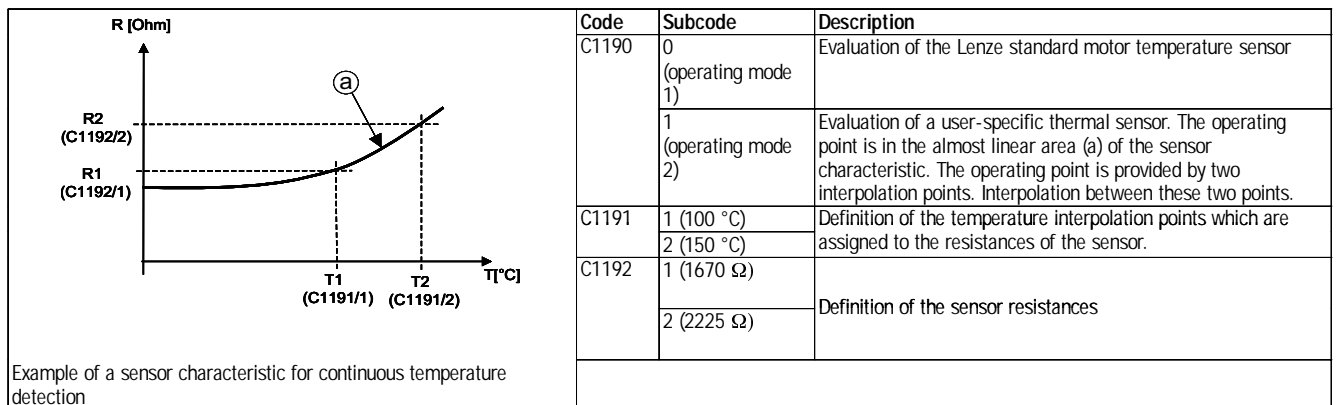 R [Ohm]
a
R2
(C1192/2)
R1
(C1192/1)
T1
(C1191/1)
T2
(C1191/2)
T[°C]
Example of a sensor characteristic for continuous temperature
detection
Code Subcode Description
C1190 0
(operating mode
1)
Evaluation of the Lenze standard motor temperature sensor
1
(operating mode
2)
Evaluation of a user-specific thermal sensor. The operating
point is in the almost linear area (a) of the sensor
characteristic. The operating point is provided by two
interpolation points. Interpolation between these two points.
C1191 1 (100 °C)
2 (150 °C)
Definition of the temperature interpolation points which are
assigned to the resistances of the sensor.
C1192 1 (1670 Ω)
2 (2225 Ω)
Definition of the sensor resistances